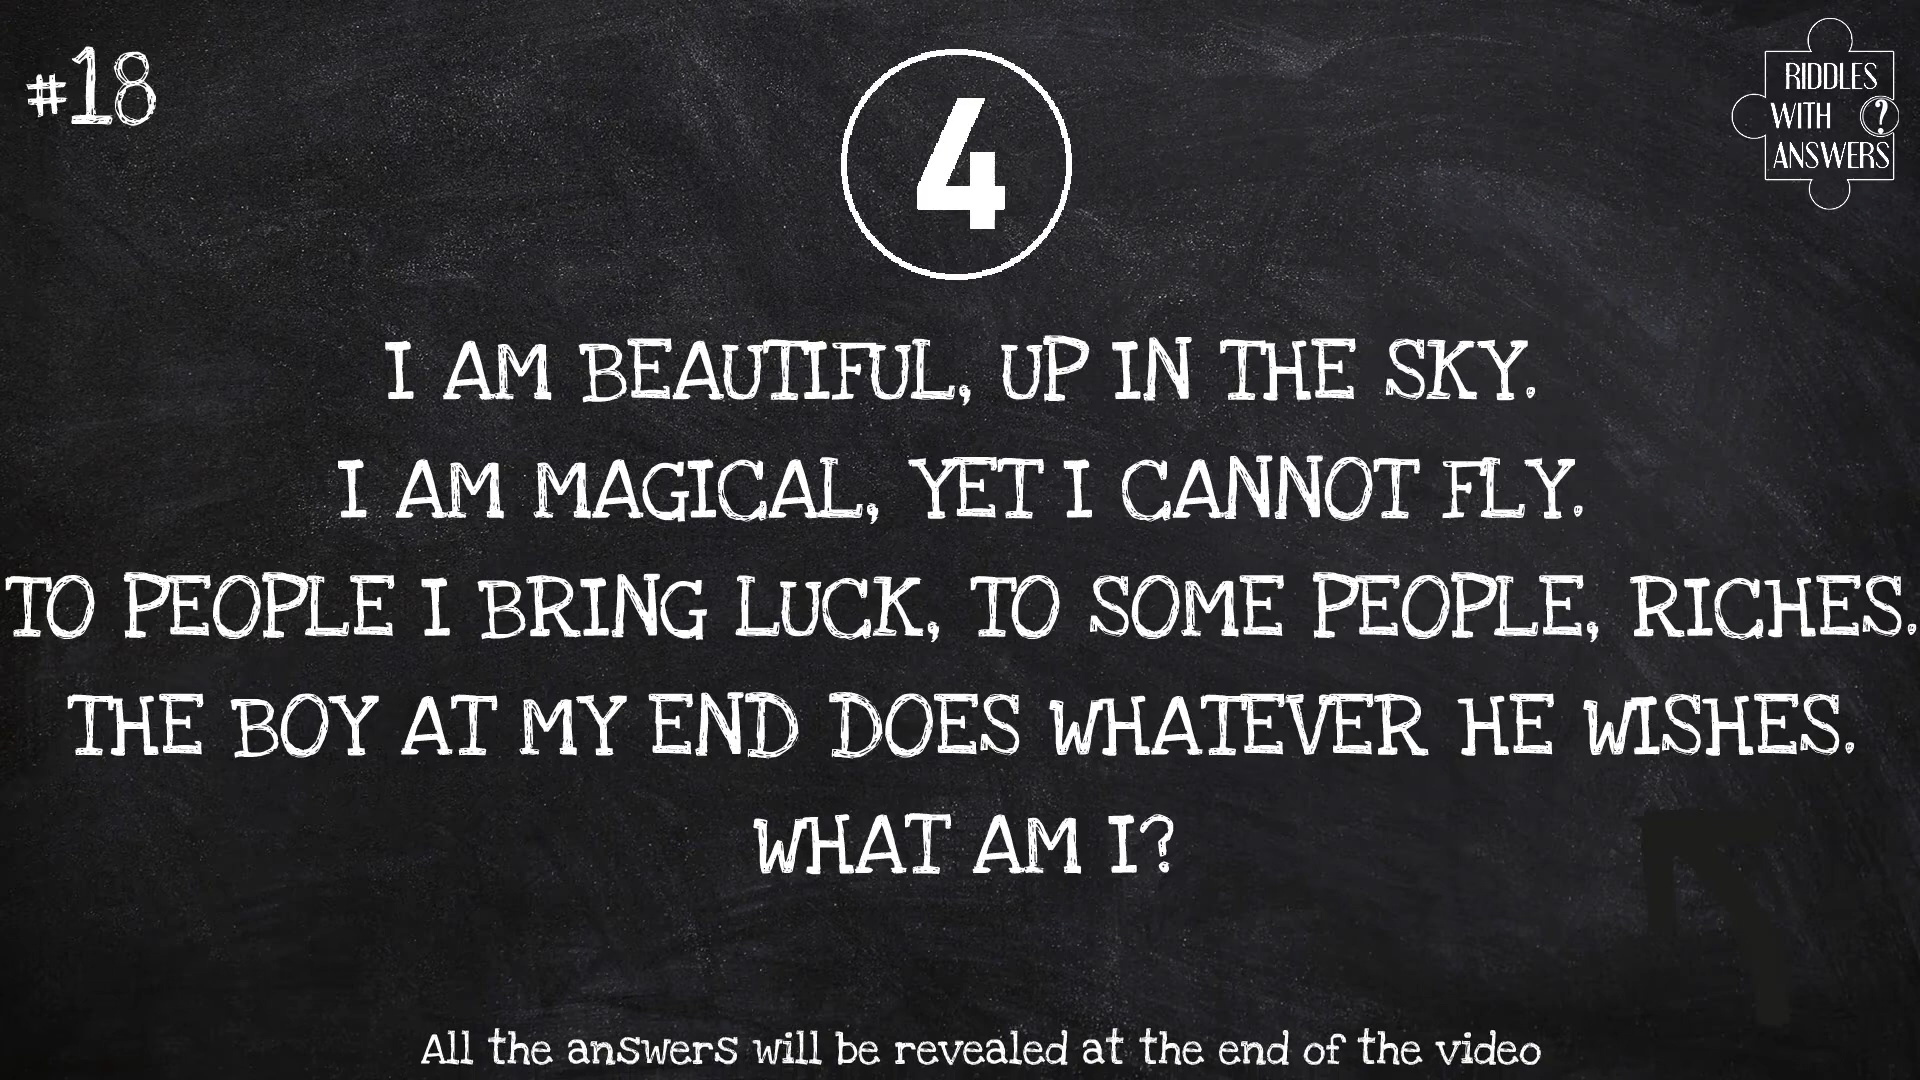 #18
4
RIDDLES
WITH ?
ANSWERS
I AM BEAUTIFUL, UP IN THE SKY.
I AM MAGICAL, YET I CANNOT FLY.
TO PEOPLE I BRING LUCK, TO SOME PEOPLE, RICHES.
THE BOY AT MY END DOES WHATEVER HE WISHES.
WHAT AM I?
All the answers will be revealed at the end of the video